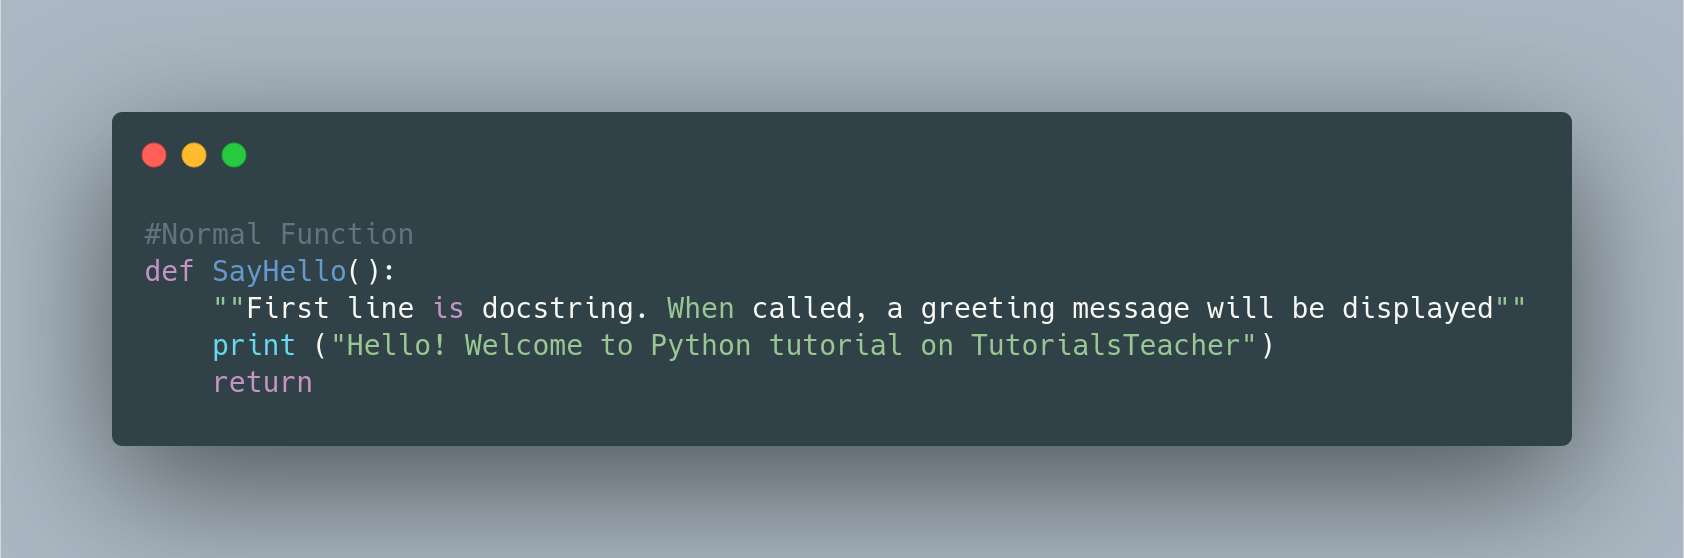 #Normal Function
def SayHello():
    ""First line is docstring. When called, a greeting message will be displayed""
    print ("Hello! Welcome to Python tutorial on TutorialsTeacher")
    return